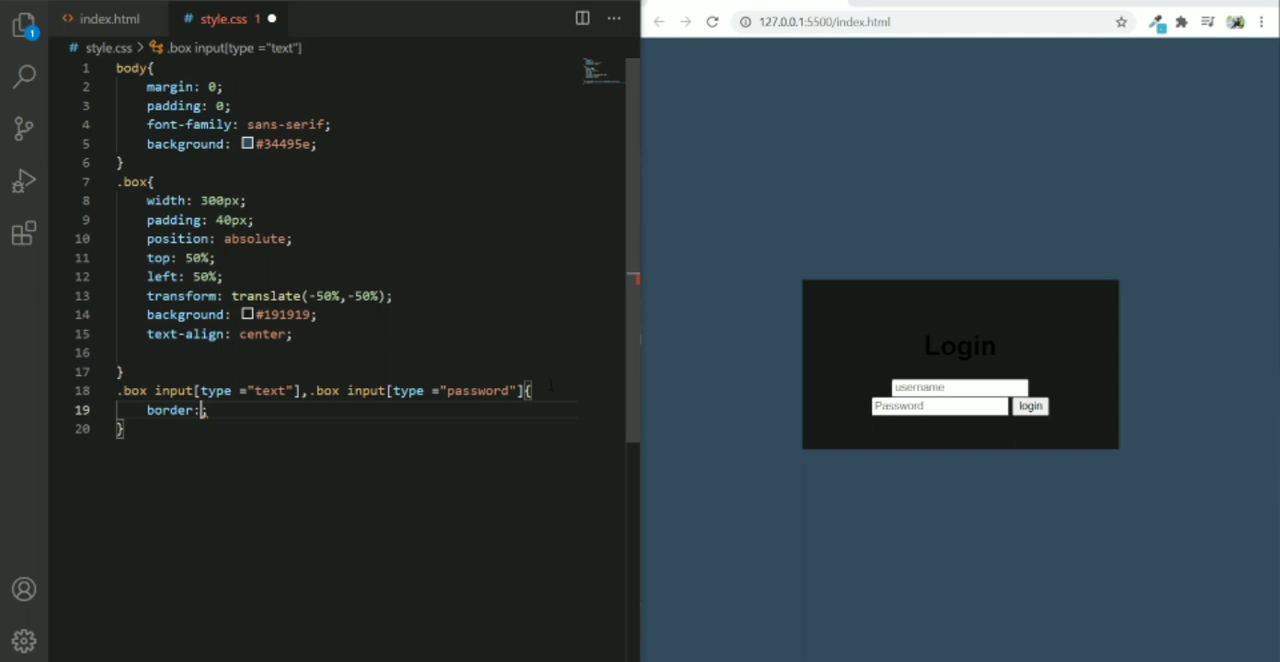 index.html
style.css 1
1
style.css > .box input[type ="text"]
1 body{
2 margin: 0;
3 padding: 0;
4 font-family: sans-serif;
5 background: #34495e;
6 }
7 .box{
8 width: 300px;
9 padding: 40px;
10 position: absolute;
11 top: 50%;
12 left: 50%;
13 transform: translate(-50%,-50%);
14 background: #191919;
15 text-align: center;
16
17 }
18 .box input[type ="text"],.box input[type ="password"]{
19 border:;
20 }
127.0.0.1:5500/index.html
Login
username
Password login